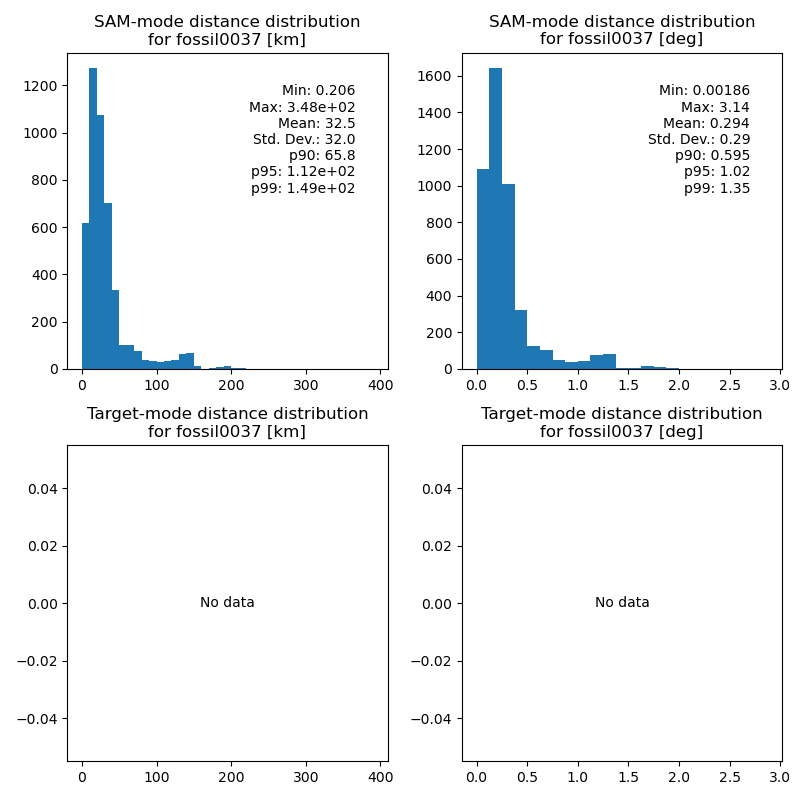 SAM-mode distance distribution
for fossil0037 [km]
Min: 0.206
Max: 3.48e+02
Mean: 32.5
Std. Dev.: 32.0
p90: 65.8
p95: 1.12e+02
p99: 1.49e+02
1200
1000
800
600
400
200
0
0 100 200 300 400
SAM-mode distance distribution
for fossil0037 [deg]
Min: 0.00186
Max: 3.14
Mean: 0.294
Std. Dev.: 0.29
p90: 0.595
p95: 1.02
p99: 1.35
1600
1400
1200
1000
800
600
400
200
0
0.0 0.5 1.0 1.5 2.0 2.5 3.0
Target-mode distance distribution
for fossil0037 [km]
0.04
0.02
0.00
−0.02
−0.04
No data
0 100 200 300 400
Target-mode distance distribution
for fossil0037 [deg]
0.04
0.02
0.00
−0.02
−0.04
No data
0.0 0.5 1.0 1.5 2.0 2.5 3.0